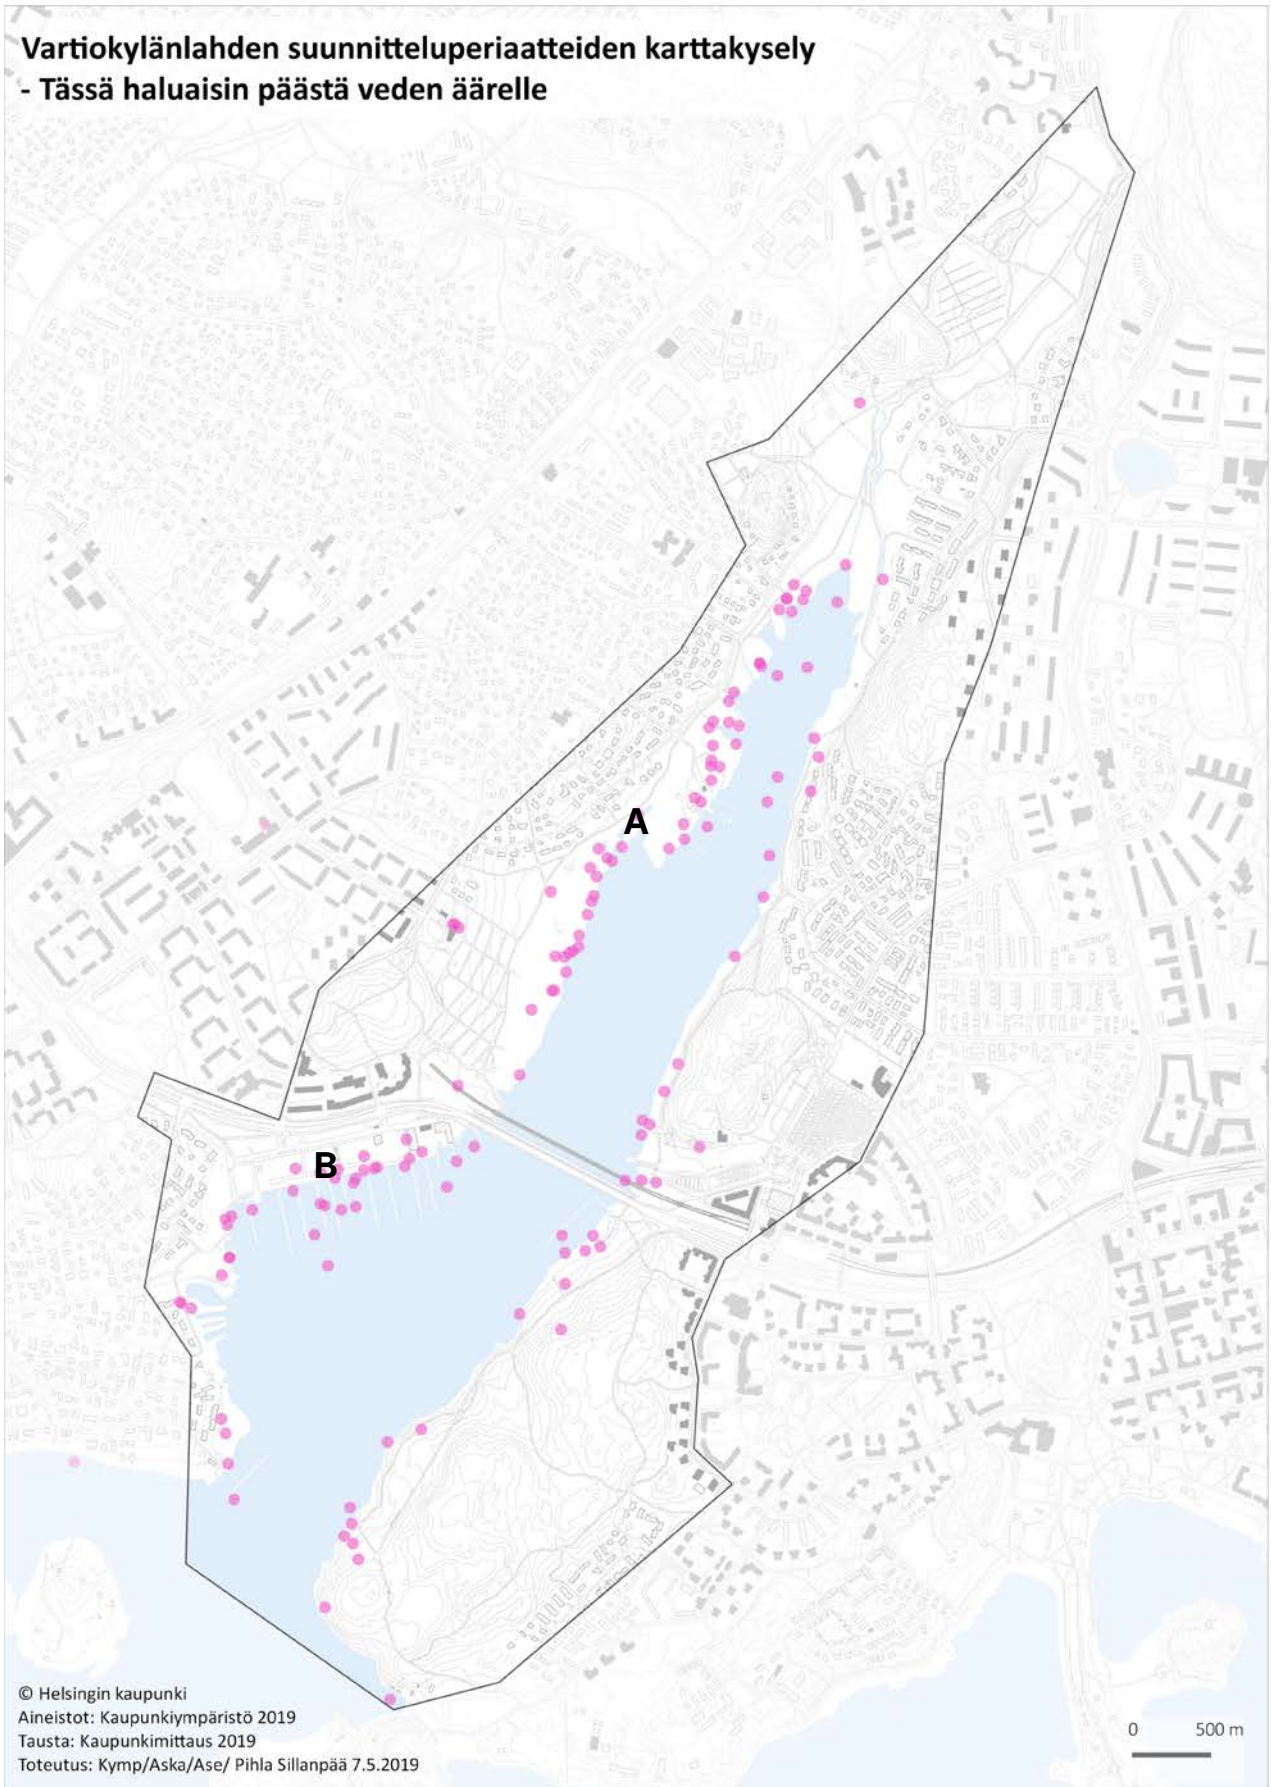 Vartiokylänlahden suunnitteluperiaatteiden karttakysely
- Tässä haluaisin päästä veden äärelle
A
B
© Helsingin kaupunki
Aineistot: Kaupunkiympäristö 2019
Tausta: Kaupunkimittaus 2019
Toteutus: Kymp/Aska/Ase/ Pihla Sillanpää 7.5.2019
0 500 m